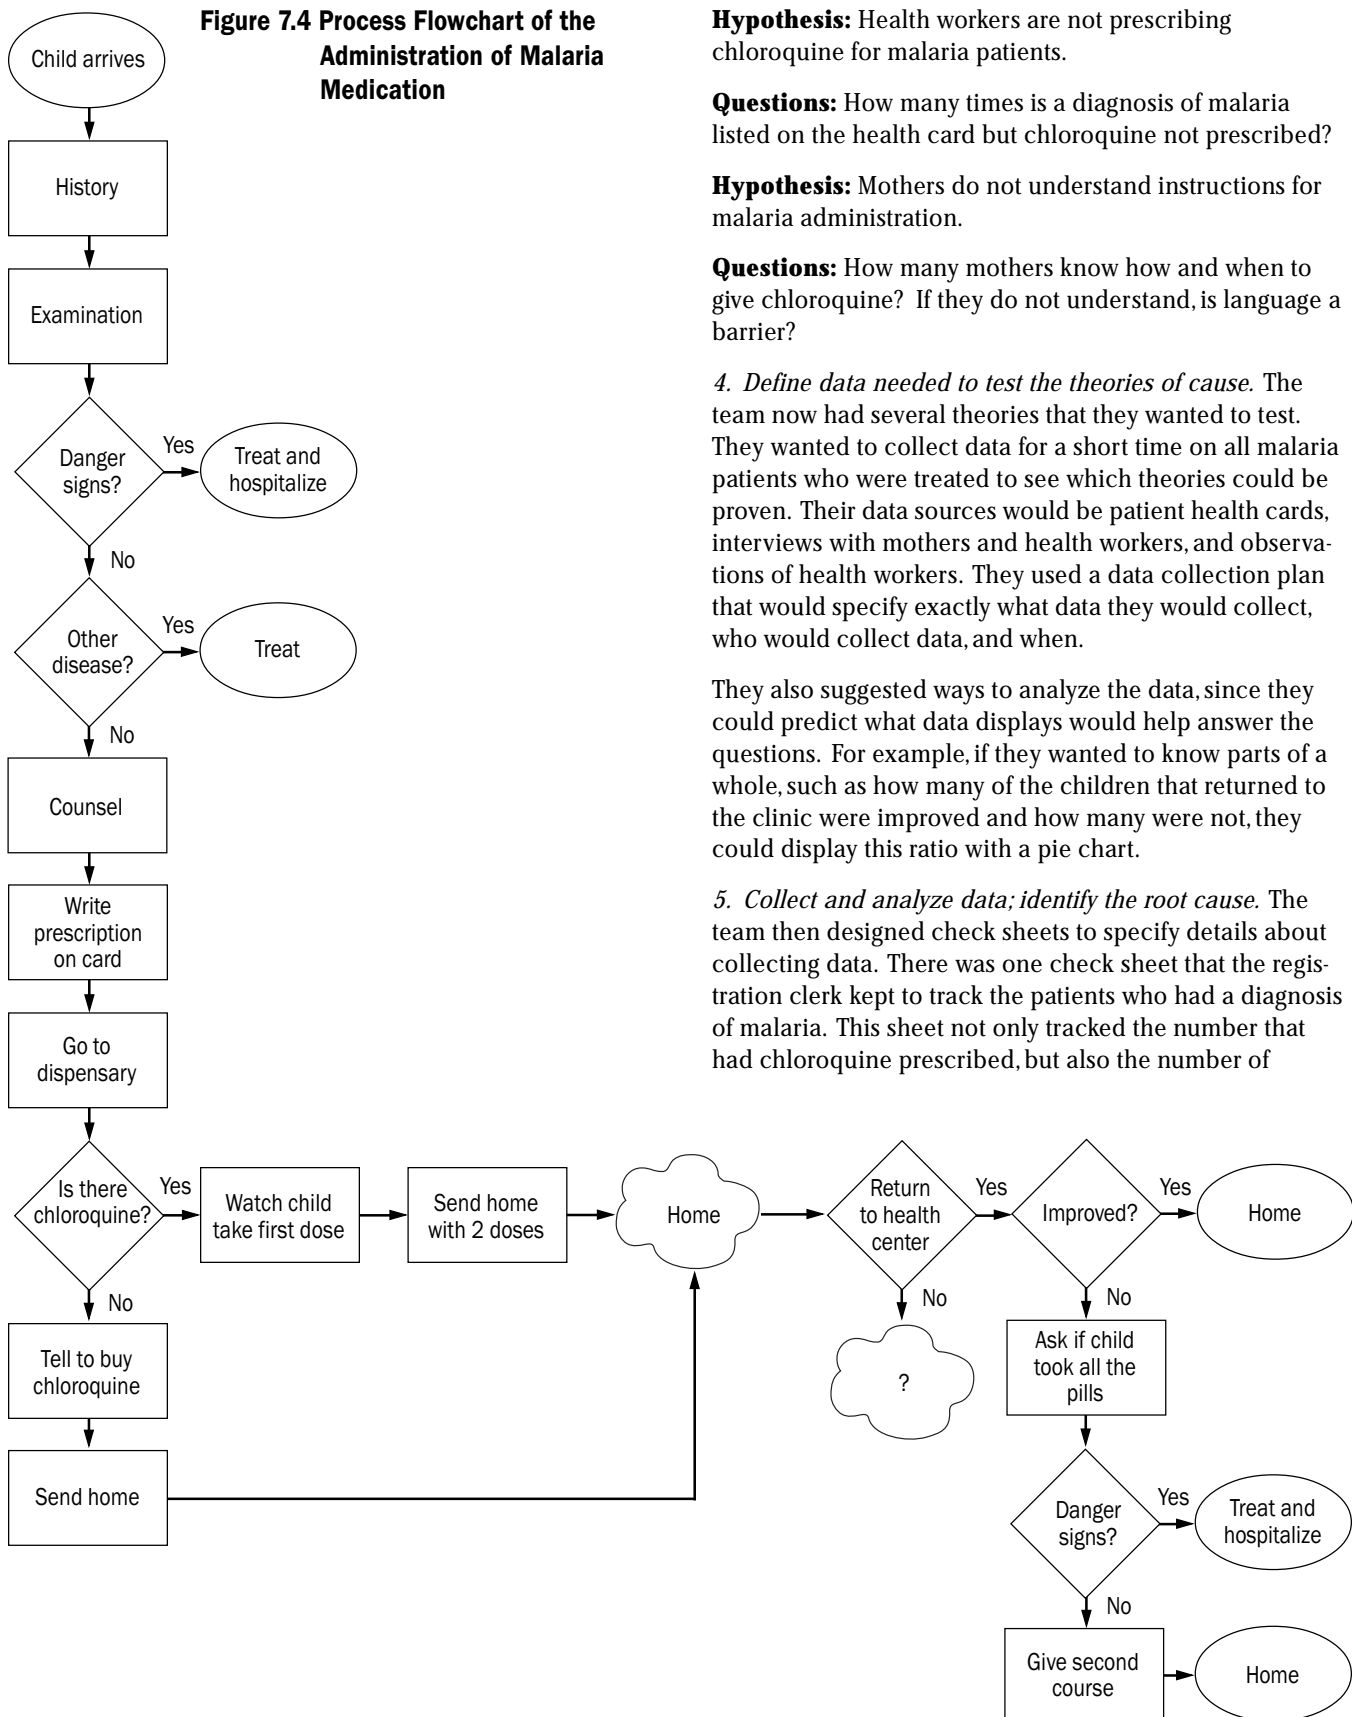 Figure 7.4 Process Flowchart of the
Administration of Malaria
Medication
Child arrives
History
Examination
Danger
signs?
Yes
Treat and
hospitalize
No
Other
disease?
Yes
Treat
No
Counsel
Write
prescription
on card
Go to
dispensary
Is there
chloroquine?
Yes
Watch child
take first dose
Send home
with 2 doses
Home
No
Tell to buy
chloroquine
Send home
Return
to health
center
Yes
No
?
Improved?
Yes
Home
No
Ask if child
took all the
pills
Danger
signs?
Yes
Treat and
hospitalize
No
Give second
course
Home
Hypothesis: Health workers are not prescribing
chloroquine for malaria patients.
Questions: How many times is a diagnosis of malaria
listed on the health card but chloroquine not prescribed?
Hypothesis: Mothers do not understand instructions for
malaria administration.
Questions: How many mothers know how and when to
give chloroquine? If they do not understand, is language a
barrier?
4. Define data needed to test the theories of cause. The
team now had several theories that they wanted to test.
They wanted to collect data for a short time on all malaria
patients who were treated to see which theories could be
proven. Their data sources would be patient health cards,
interviews with mothers and health workers, and observa-
tions of health workers. They used a data collection plan
that would specify exactly what data they would collect,
who would collect data, and when.
They also suggested ways to analyze the data, since they
could predict what data displays would help answer the
questions. For example, if they wanted to know parts of a
whole, such as how many of the children that returned to
the clinic were improved and how many were not, they
could display this ratio with a pie chart.
5. Collect and analyze data; identify the root cause. The
team then designed check sheets to specify details about
collecting data. There was one check sheet that the regis-
tration clerk kept to track the patients who had a diagnosis
of malaria. This sheet not only tracked the number that
had chloroquine prescribed, but also the number of